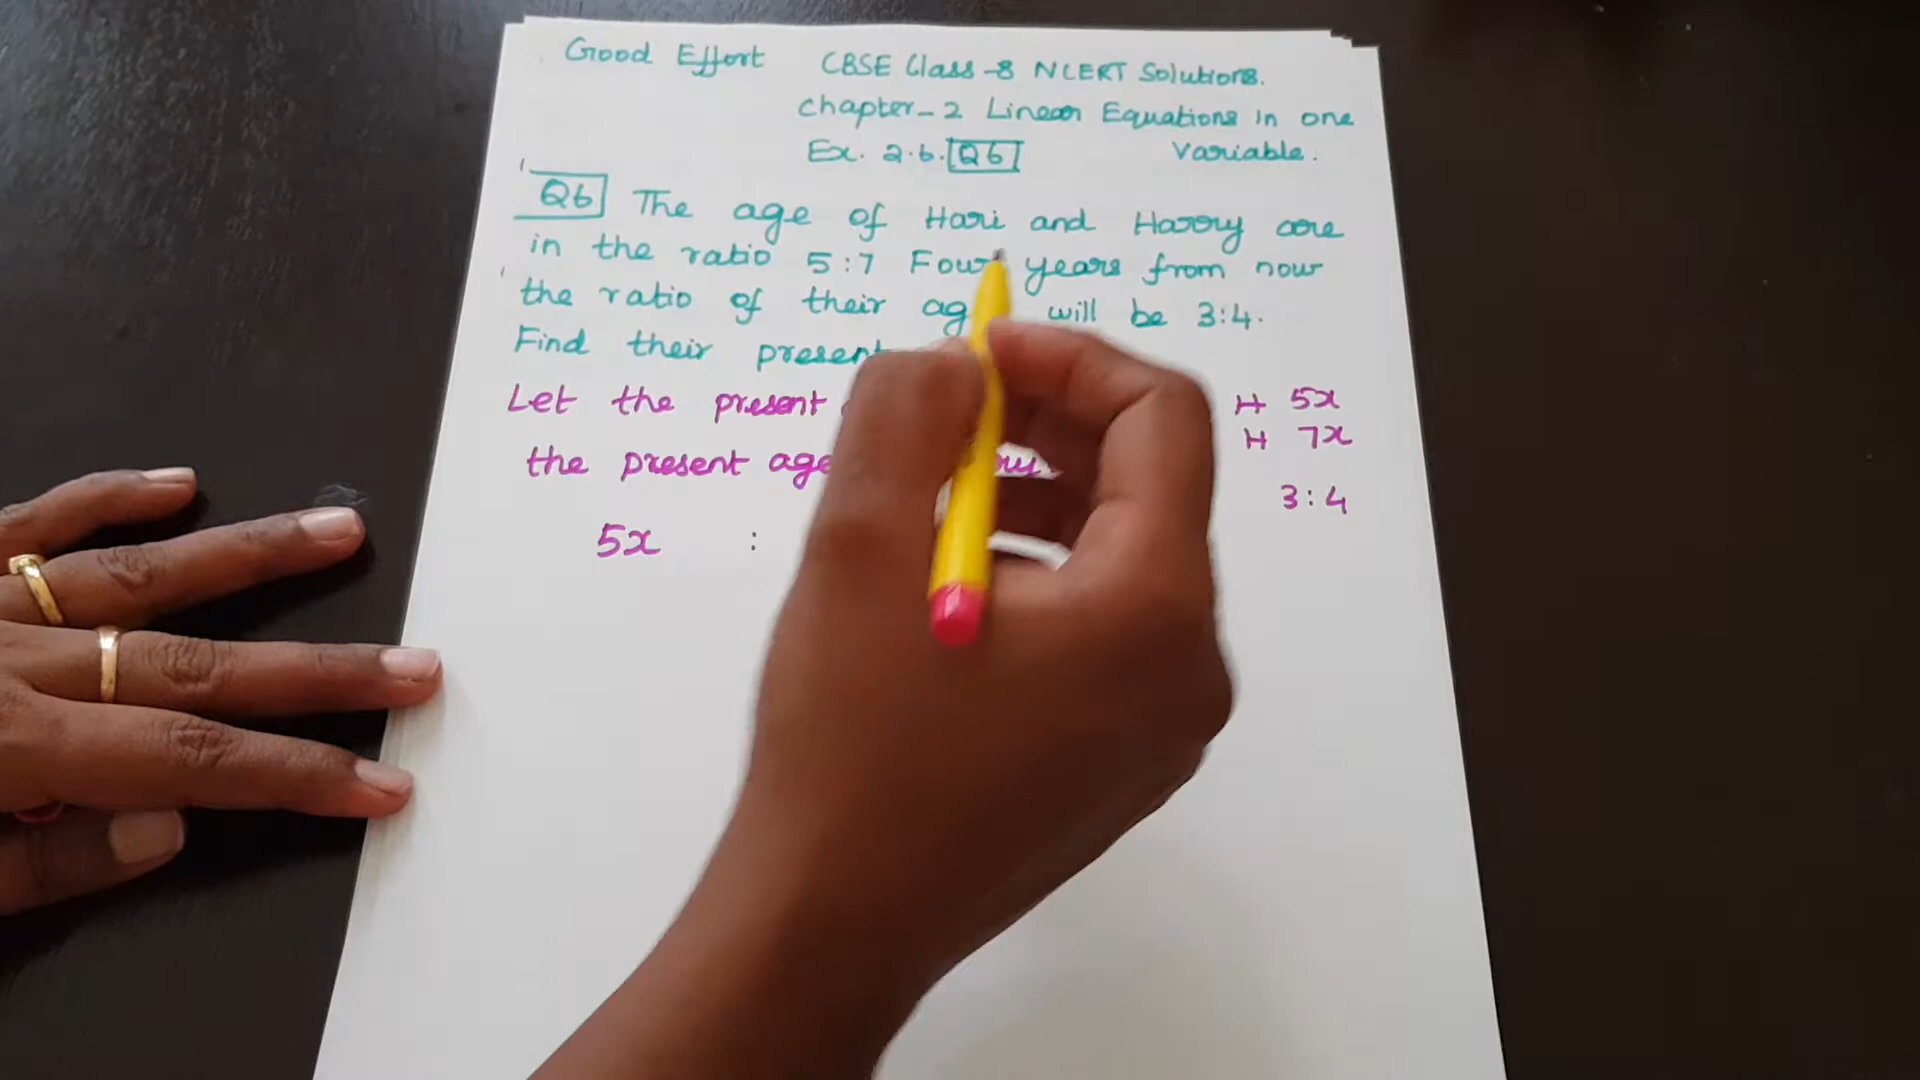 Good Effort CBSE Class-8 NCERT Solutions.
Chapter-2 Linear Equations in one
Ex. 2.6. Q6 Variable.
Q6 The age of Hari and Harry are
in the ratio 5:7 Four years from now
the ratio of their will be 3:4.
Find their present
Let the present H 5x
H 7x
the present age
3:4
5x :